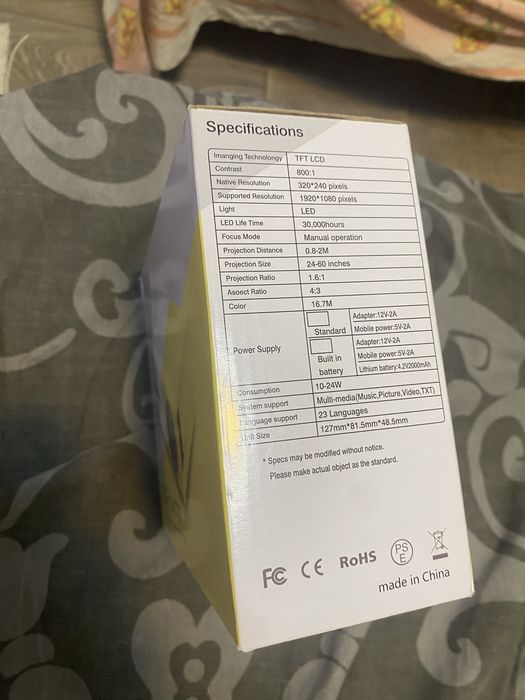 Specifications
Imanging Technolongy TFT LCD
Contrast 800:1
Native Resolution 320*240 pixels
Supported Resolution 1920*1080 pixels
Light LED
LED Life Time 30,000hours
Focus Mode Manual operation
Projection Distance 0.8-2M
Projection Size 24-60 inches
Projection Ratio 1.6:1
Asoect Ratio 4:3
Color 16.7M
Power Supply
Standard
Adapter:12V-2A
Mobile power:5V-2A
Built in
battery
Adapter:12V-2A
Mobile power:5V-2A
Lithium battery:4.2V2000mAh
Consumption 10-24W
System support Multi-media(Music,Picture,Video,TXT)
Language support 23 Languages
Unit Size 127mm*81.5mm*48.5mm
* Specs may be modified without notice.
Please make actual object as the standard.
FC CE RoHS PS E
made in China